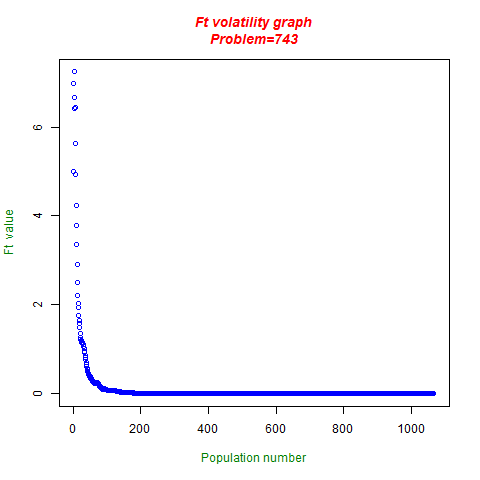 Ft volatility graph
Problem=743
Ft value
6
4
2
0
0 200 400 600 800 1000
Population number